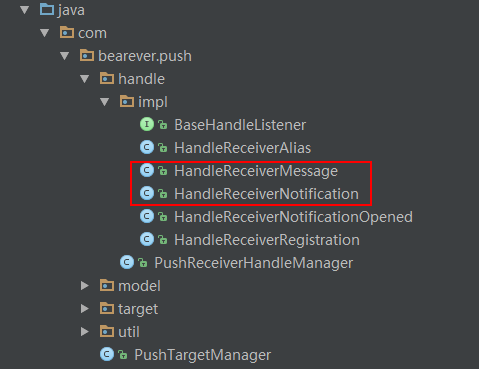 java
com
bearever.push
handle
impl
I BaseHandleListener
C HandleReceiverAlias
C HandleReceiverMessage
C HandleReceiverNotification
C HandleReceiverNotificationOpened
C HandleReceiverRegistration
C PushReceiverHandleManager
model
target
util
C PushTargetManager